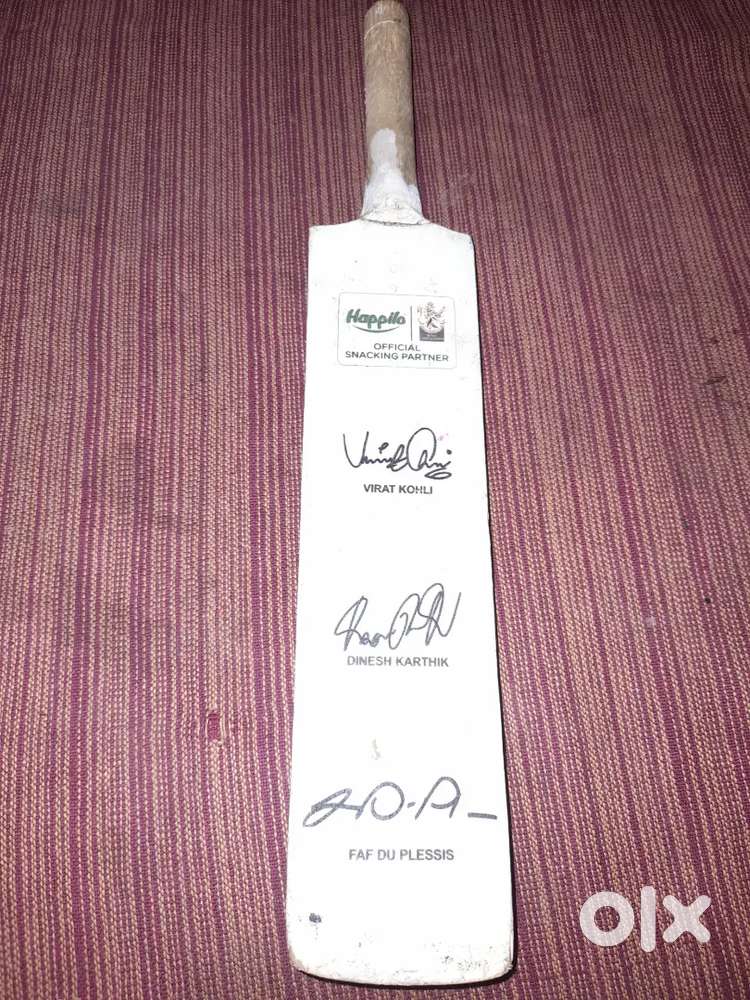 Happilo
OFFICIAL
SNACKING PARTNER
VIRAT KOHLI
DINESH KARTHIK
FAF DU PLESSIS
olx